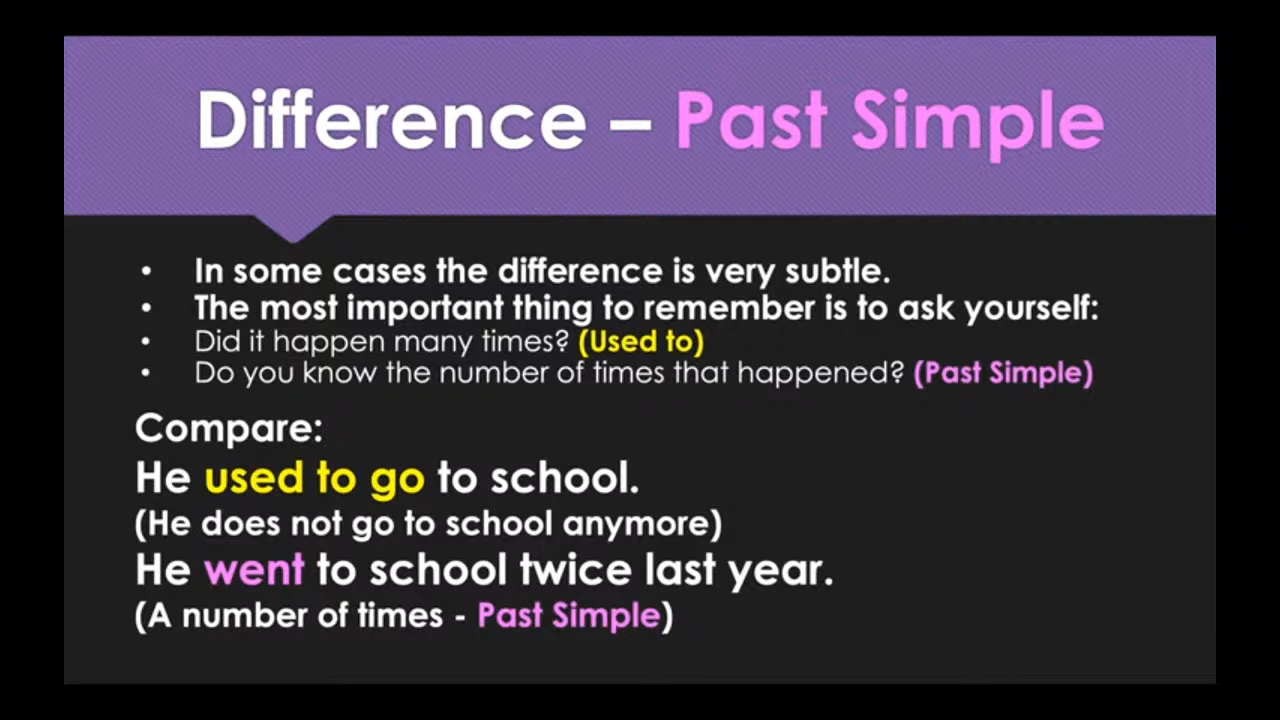 Difference – Past Simple
• In some cases the difference is very subtle.
• The most important thing to remember is to ask yourself:
• Did it happen many times? (Used to)
• Do you know the number of times that happened? (Past Simple)
Compare:
He used to go to school.
(He does not go to school anymore)
He went to school twice last year.
(A number of times - Past Simple)